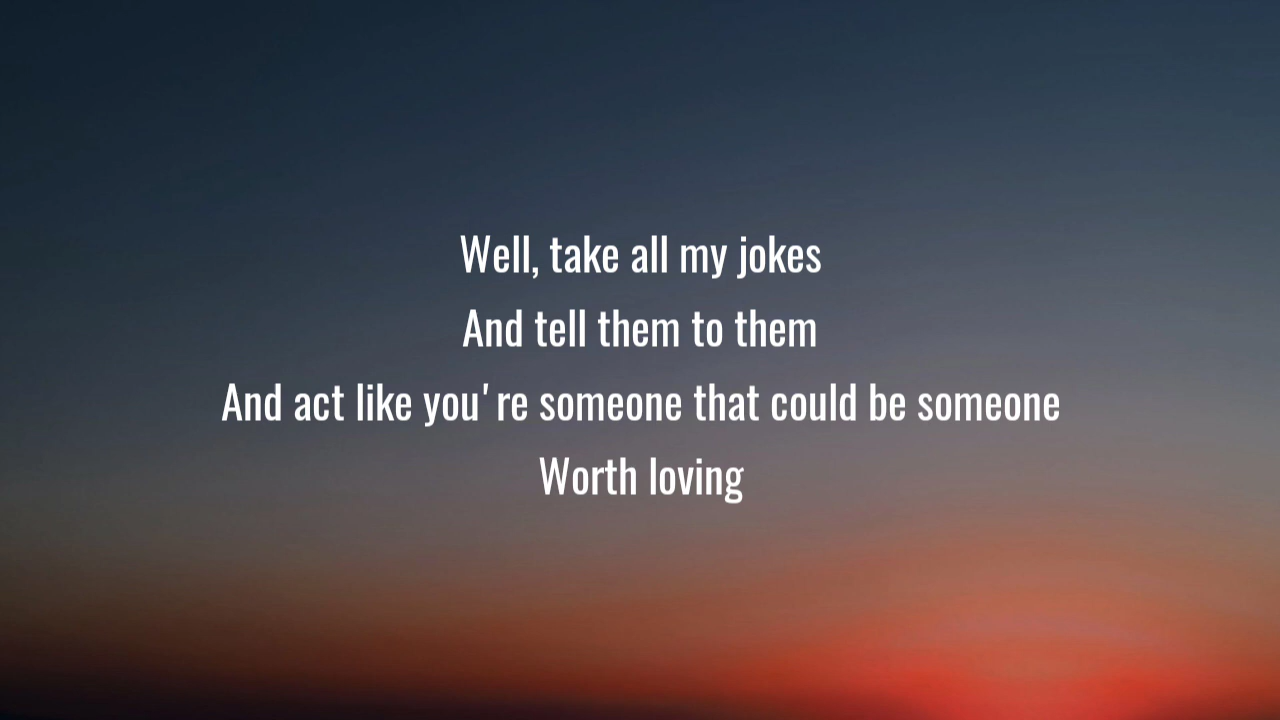 Well, take all my jokes
And tell them to them
And act like you're someone that could be someone
Worth loving